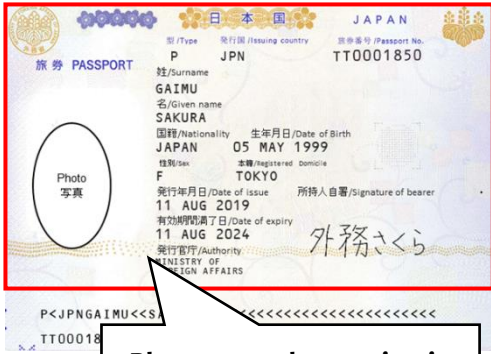 日本国 JAPAN
型/Type 発行国/Issuing country 旅券番号/Passport No.
旅券 PASSPORT P JPN TT0001850
姓/Surname
GAIMU
名/Given name
SAKURA
国籍/Nationality 生年月日/Date of Birth
JAPAN 05 MAY 1999
性別/Sex 本籍/Registered Domicile
F TOKYO
Photo
写真
発行年月日/Date of issue 所持人自署/Signature of bearer
11 AUG 2019
有効期間満了日/Date of expiry
11 AUG 2024 外務さくら
発行官庁/Authority
MINISTRY OF
FOREIGN AFFAIRS
P<JPNGAIMU<<SA <<<<<<<<<<<<<<<<<<<<<<
TT00018